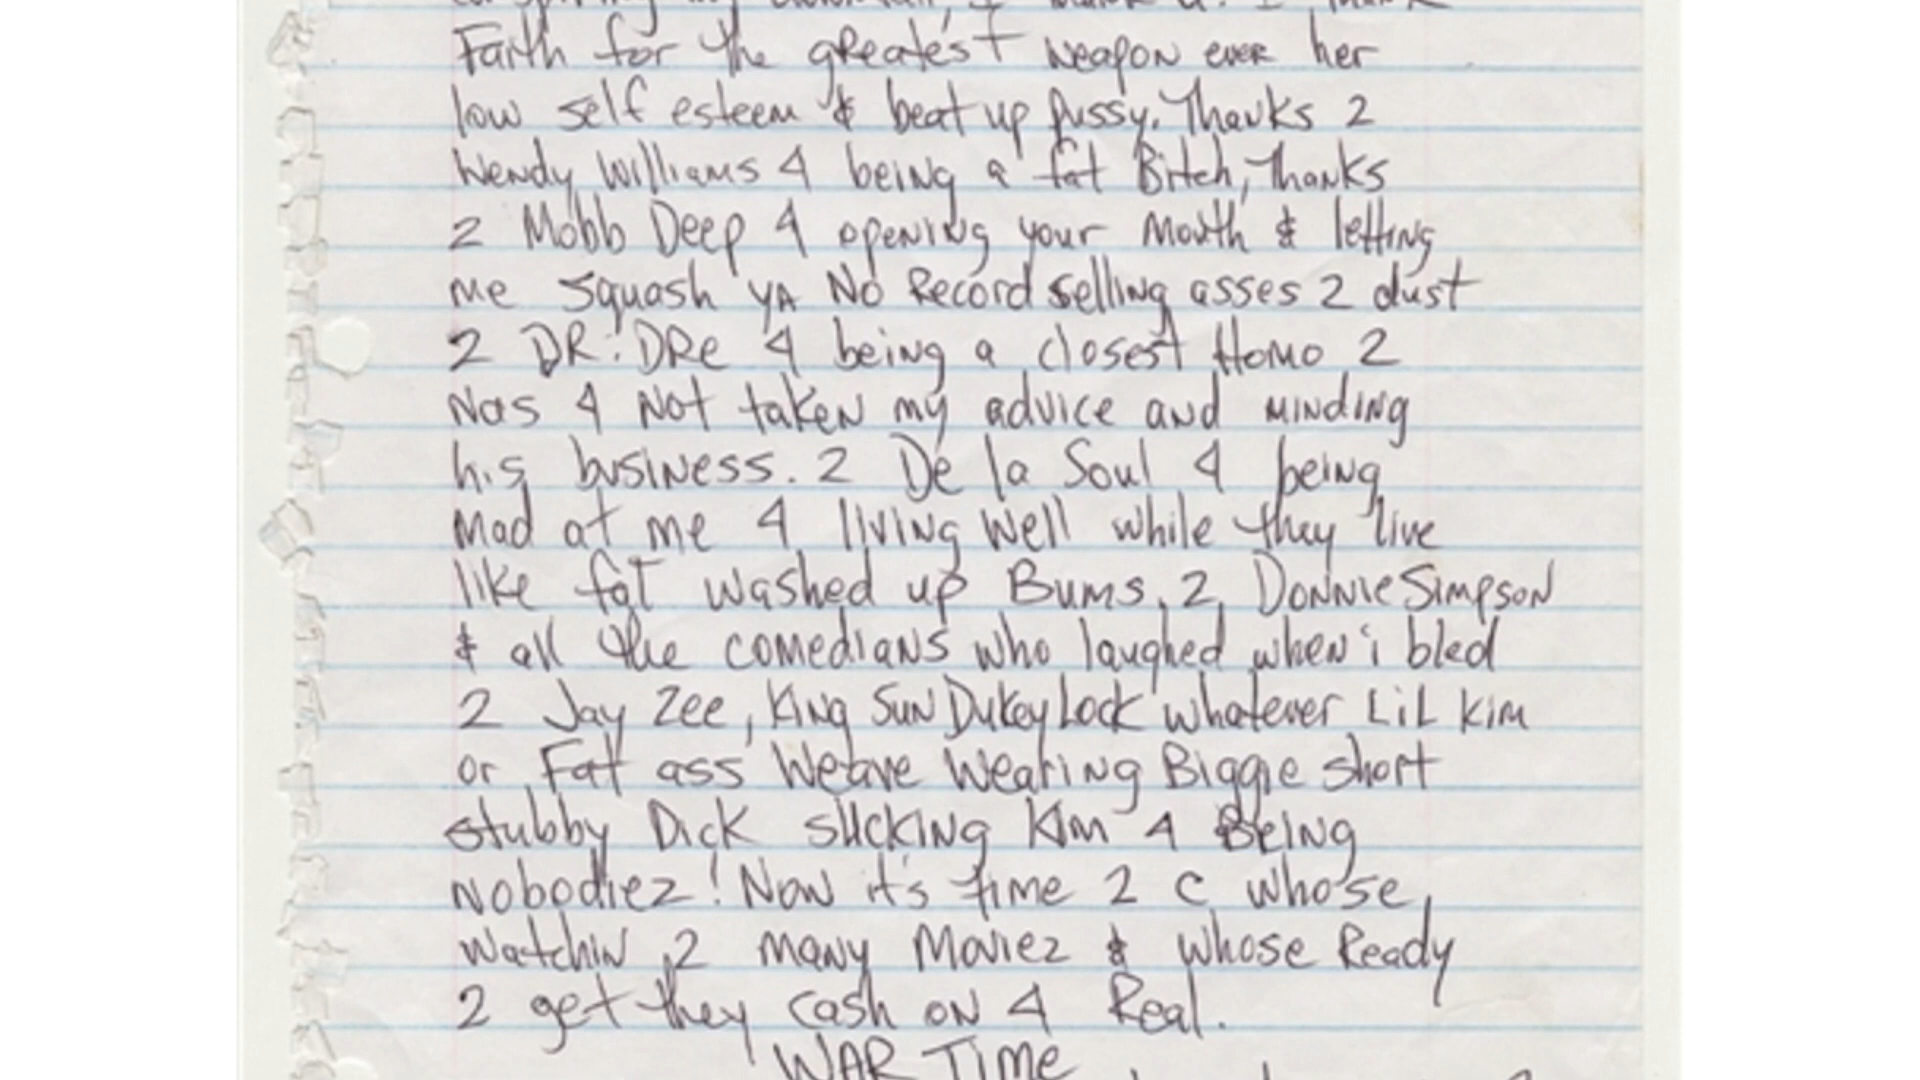 Faith for the greatest weapon ever her
low self esteem & beat up pussy. Thanks 2
Wendy Williams 4 being a fat Bitch, Thanks
2 Mobb Deep 4 opening your mouth & letting
me squash ya No Record selling asses 2 dust
2 DR. DRe 4 being a closest Homo 2
Nas 4 Not taken my advice and minding
his business. 2 De la Soul 4 being
mad at me 4 living well while they live
like fat washed up Bums. 2 Donnie Simpson
& all the comedians who laughed when i bled
2 Jay Zee, King Sun Dukey Lock whatever LiL Kim
or Fat ass Weave Wearing Biggie short
stubby Dick sucking Kim 4 Being
nobodiez! Now it's time 2 C whose
watchin 2 many Moviez & whose Ready
2 get they cash on 4 Real.
WAR TIME